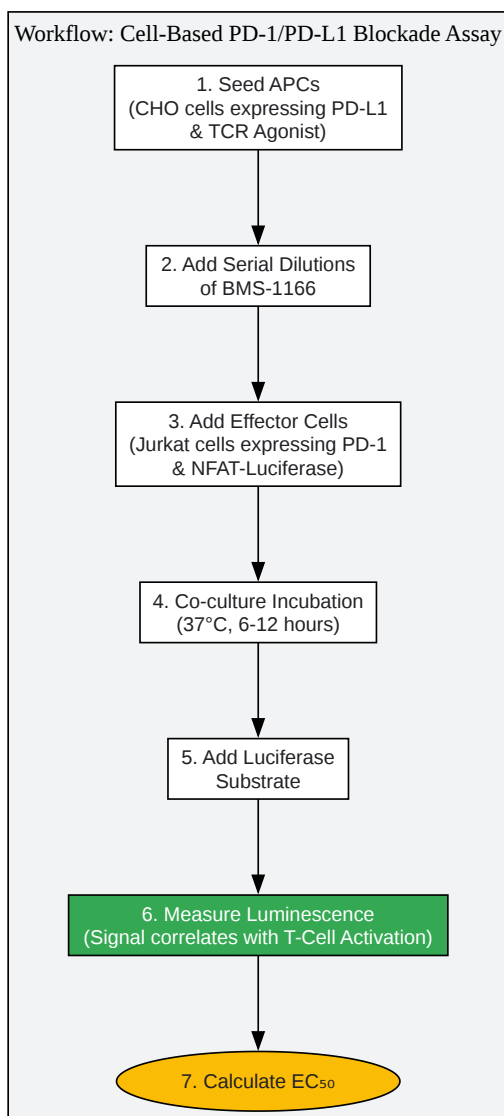 Workflow: Cell-Based PD-1/PD-L1 Blockade Assay
1. Seed APCs
(CHO cells expressing PD-L1
& TCR Agonist)
2. Add Serial Dilutions
of BMS-1166
3. Add Effector Cells
(Jurkat cells expressing PD-1
& NFAT-Luciferase)
4. Co-culture Incubation
(37°C, 6-12 hours)
5. Add Luciferase
Substrate
6. Measure Luminescence
(Signal correlates with T-Cell Activation)
7. Calculate EC₅₀